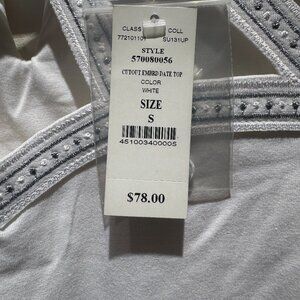 CLASS COLL
772101101 SU131UP
STYLE
570080056
CUTOUT EMBRD DATE TOP
COLOR
WHITE
SIZE
S
451003400005
$78.00